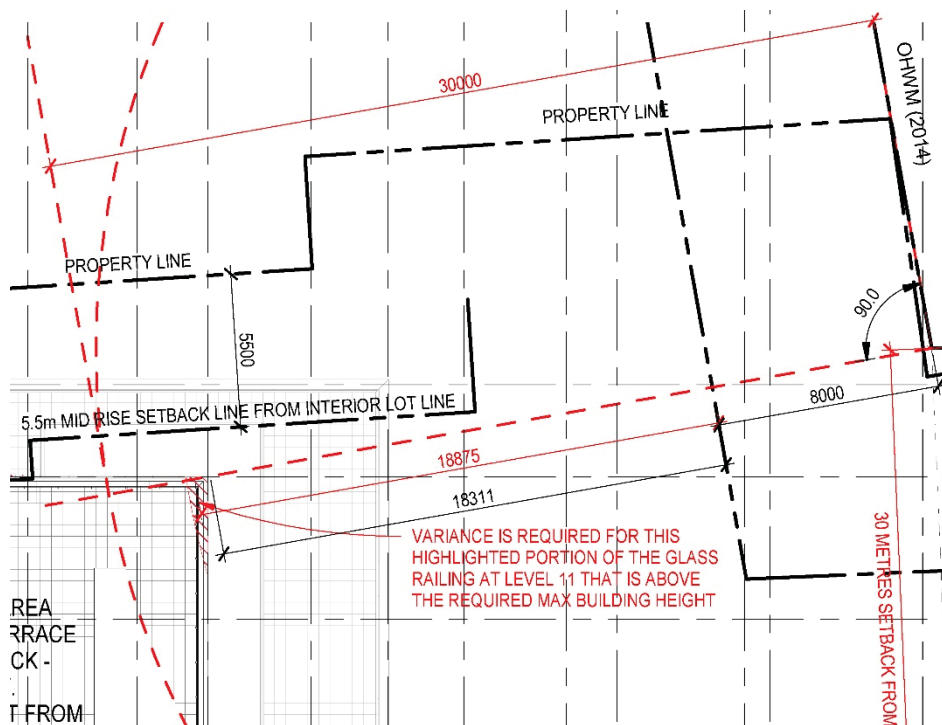 30000
PROPERTY LINE
OHWM (2014)
PROPERTY LINE
5500
90.0
5.5m MID RISE SETBACK LINE FROM INTERIOR LOT LINE
8000
18875
18311
VARIANCE IS REQUIRED FOR THIS
HIGHLIGHTED PORTION OF THE GLASS
RAILING AT LEVEL 11 THAT IS ABOVE
THE REQUIRED MAX BUILDING HEIGHT
30 METRES SETBACK FROM
REA
RRACE
CK -
.
T FROM